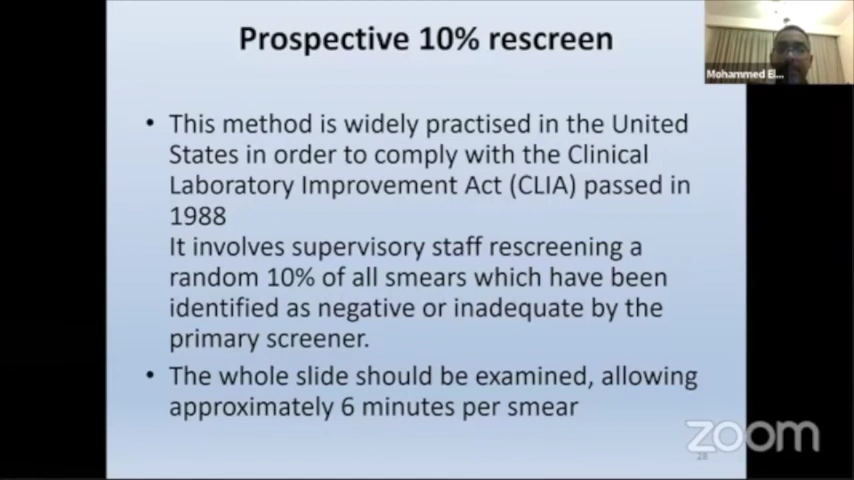 Prospective 10% rescreen
Mohammed El...
• This method is widely practised in the United
States in order to comply with the Clinical
Laboratory Improvement Act (CLIA) passed in
1988
It involves supervisory staff rescreening a
random 10% of all smears which have been
identified as negative or inadequate by the
primary screener.
• The whole slide should be examined, allowing
approximately 6 minutes per smear
zoom
28